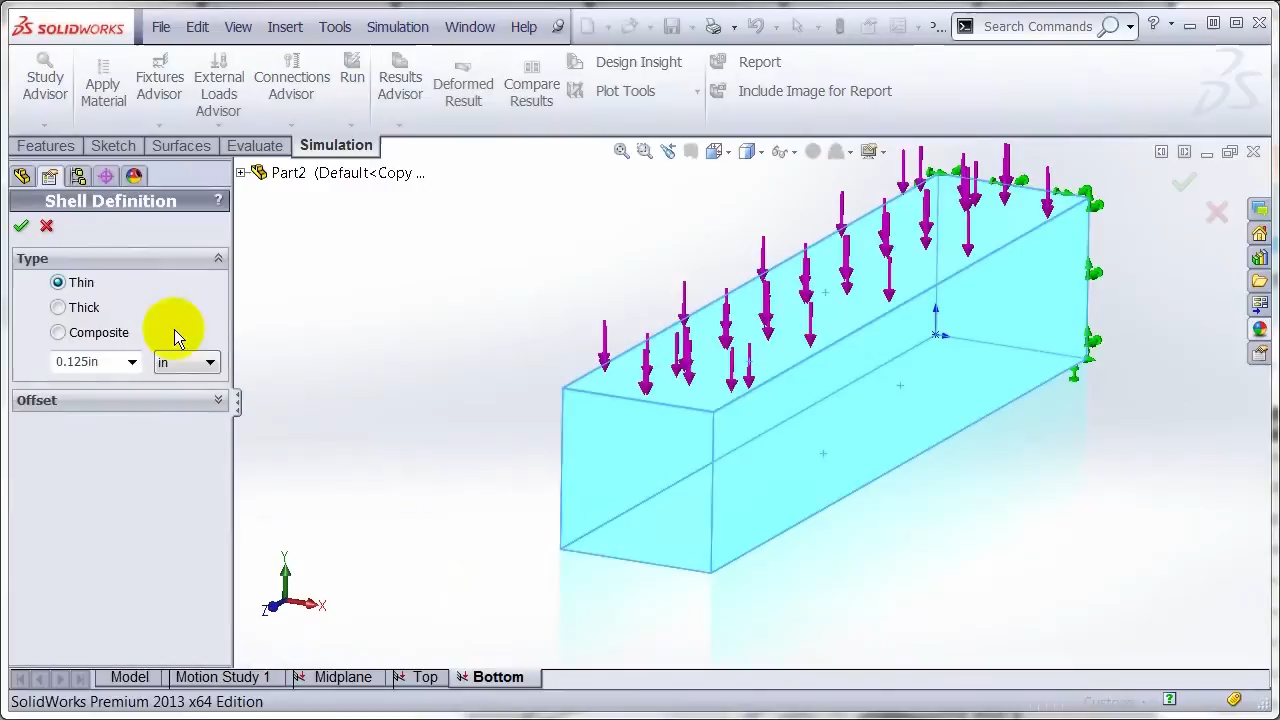 SOLIDWORKS File Edit View Insert Tools Simulation Window Help P... Search Commands ?
Study Advisor
Apply Material
Fixtures Advisor
External Loads Advisor
Connections Advisor
Run
Results Advisor
Deformed Result
Compare Results
Design Insight
Plot Tools
Report
Include Image for Report
Features Sketch Surfaces Evaluate Simulation
Part2 (Default<Copy ...
Shell Definition ?
Type
Thin
Thick
Composite
0.125in in
Offset
Y
X
Z
Model Motion Study 1 Midplane Top Bottom
SolidWorks Premium 2013 x64 Edition